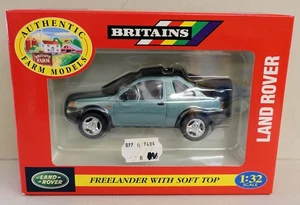 AUTHENTIC
FARM MODELS
BRITAINS
LAND ROVER
LAND
ROVER
FREELANDER WITH SOFT TOP
1:32
SCALE